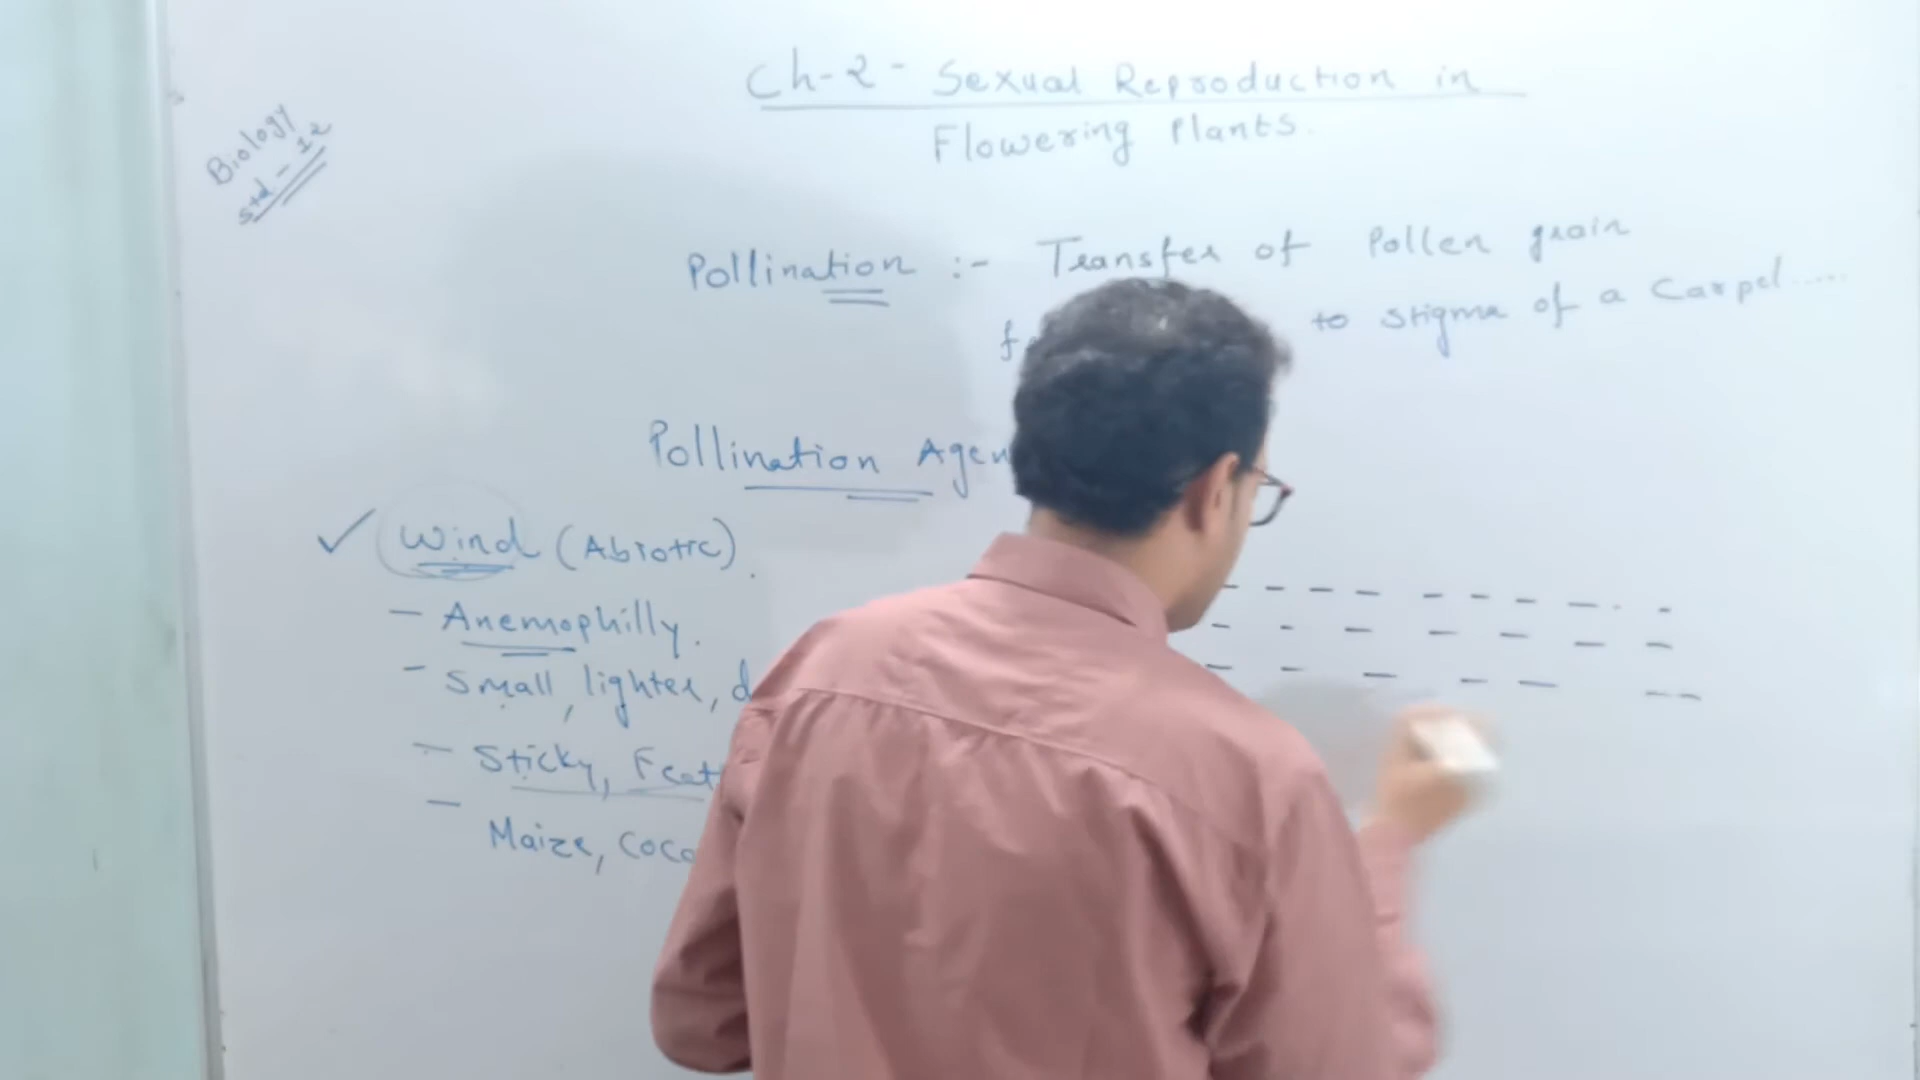 Ch-2 - Sexual Reproduction in
Flowering Plants.
Biology
Std - 12
Pollination :- Transfer of Pollen grain
to stigma of a Carpel.....
Pollination Agen
✓ Wind (Abiotic).
- Anemophilly.
- Small, lighter, d
- Sticky, Feat
- Maize, Coco